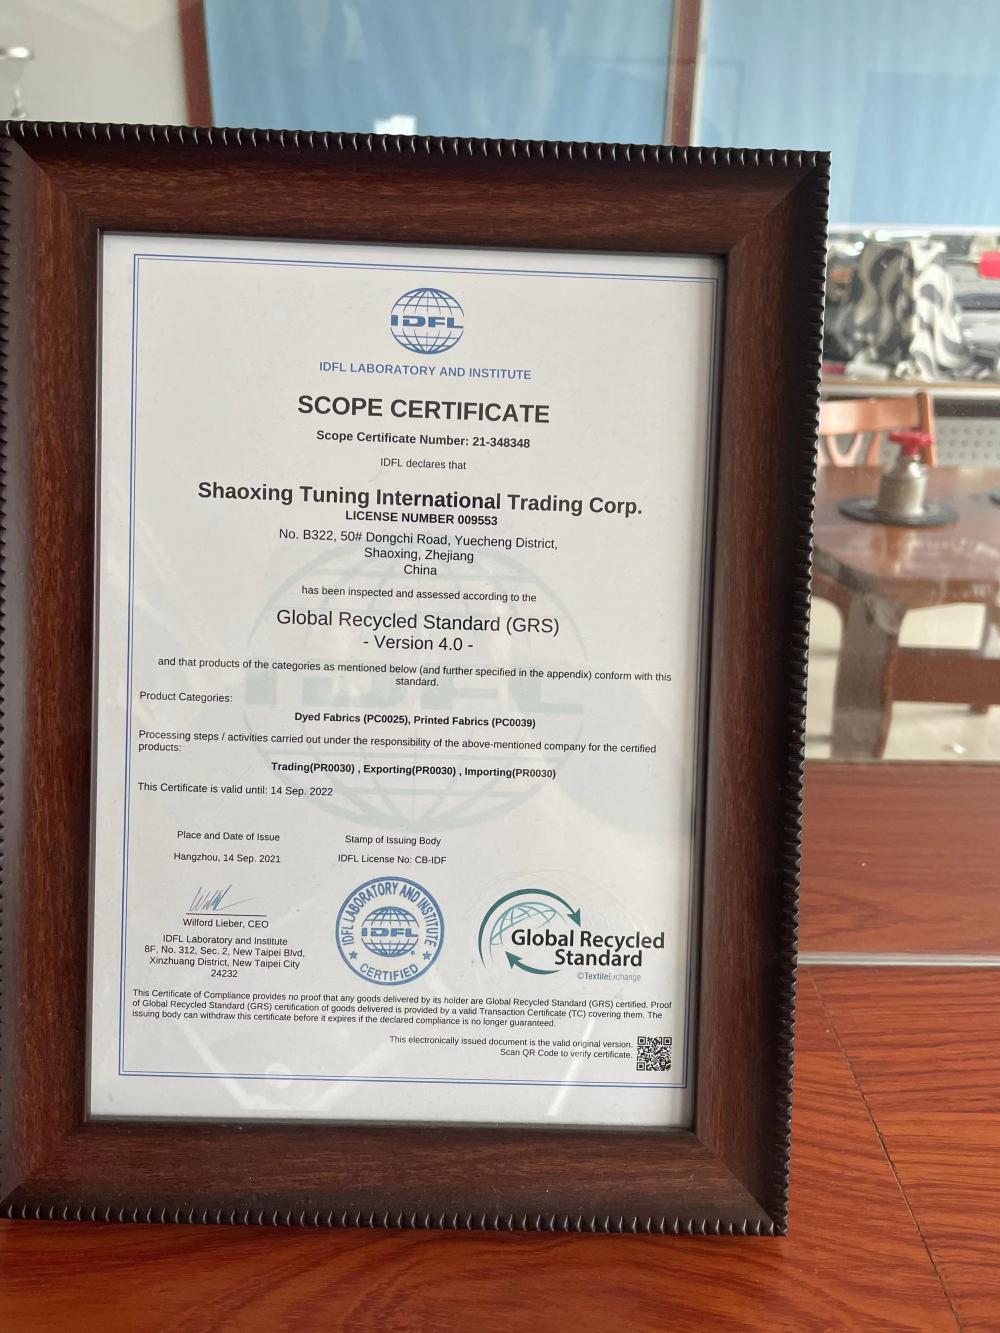 IDFL
IDFL LABORATORY AND INSTITUTE
SCOPE CERTIFICATE
Scope Certificate Number: 21-348348
IDFL declares that
Shaoxing Tuning International Trading Corp.
LICENSE NUMBER 009553
No. B322, 50# Dongchi Road, Yuecheng District,
Shaoxing, Zhejiang
China
has been inspected and assessed according to the
Global Recycled Standard (GRS)
- Version 4.0 -
and that products of the categories as mentioned below (and further specified in the appendix) conform with this
standard.
Product Categories:
Dyed Fabrics (PC0025), Printed Fabrics (PC0039)
Processing steps / activities carried out under the responsibility of the above-mentioned company for the certified
products:
Trading(PR0030) , Exporting(PR0030) , Importing(PR0030)
This Certificate is valid until: 14 Sep. 2022
Place and Date of Issue
Hangzhou, 14 Sep. 2021
Wilford Lieber, CEO
IDFL Laboratory and Institute
8F, No. 312, Sec. 2, New Taipei Blvd,
Xinzhuang District, New Taipei City
24232
Stamp of Issuing Body
IDFL License No: CB-IDF
IDFL LABORATORY AND INSTITUTE
IDFL
CERTIFIED
Global Recycled
Standard
©TextileExchange
This Certificate of Compliance provides no proof that any goods delivered by its holder are Global Recycled Standard (GRS) certified. Proof
of Global Recycled Standard (GRS) certification of goods delivered is provided by a valid Transaction Certificate (TC) covering them. The
issuing body can withdraw this certificate before it expires if the declared compliance is no longer guaranteed.
This electronically issued document is the valid original version.
Scan QR Code to verify certificate.